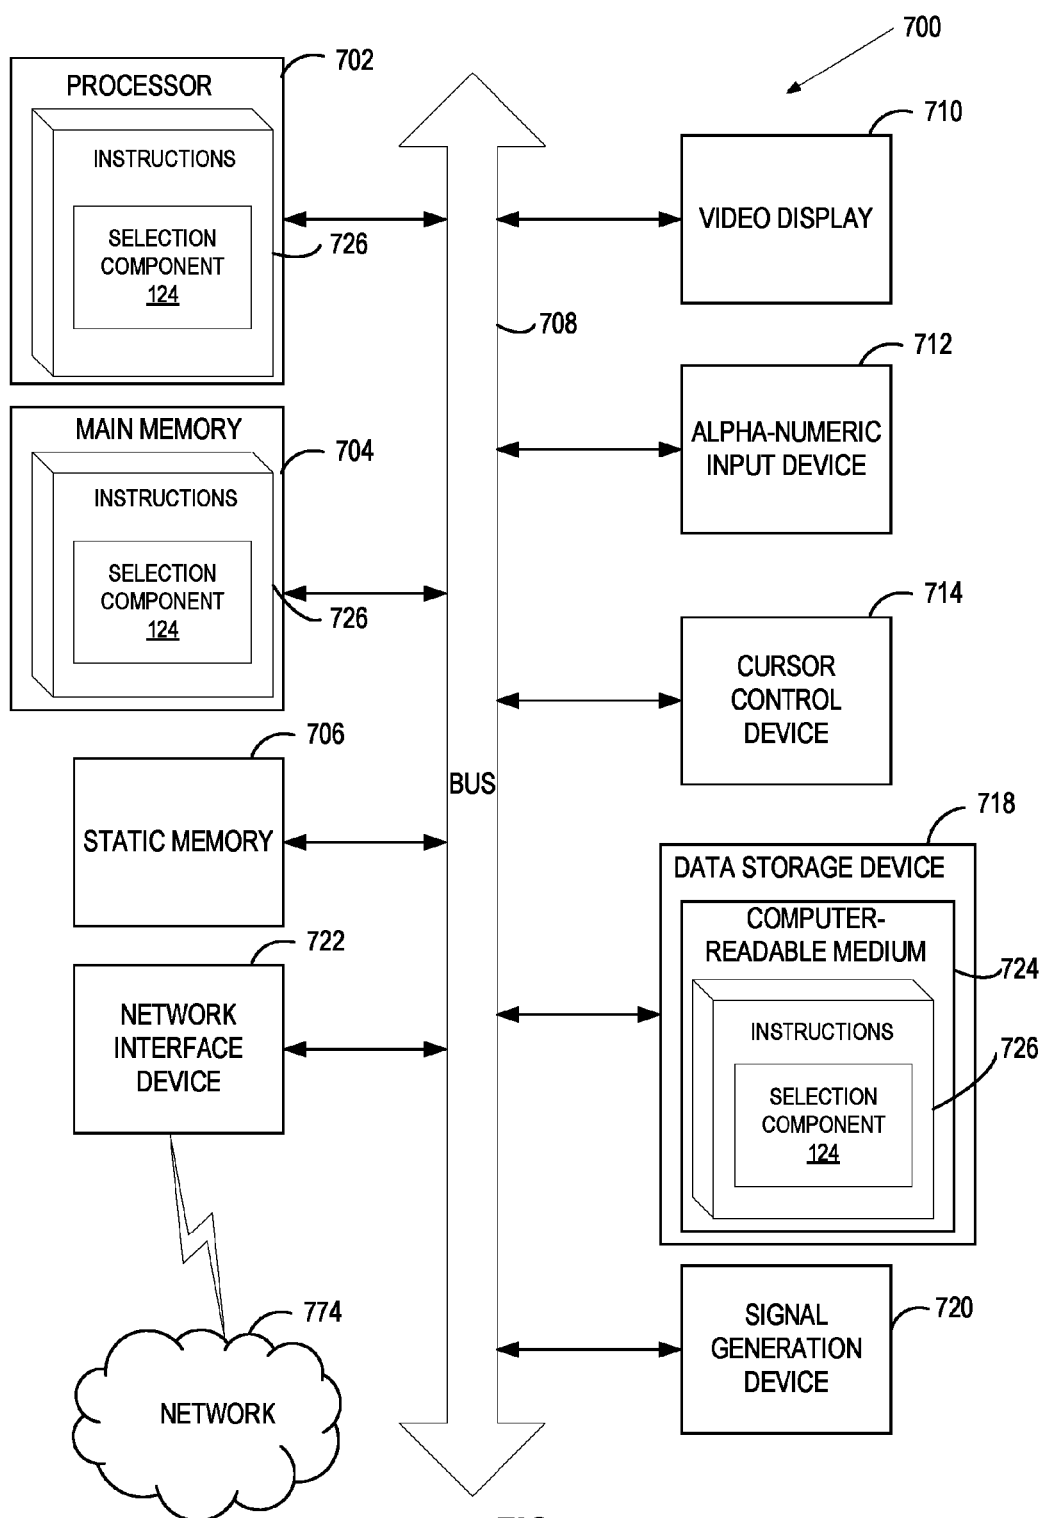 700
702
PROCESSOR
INSTRUCTIONS
SELECTION
COMPONENT
124
726
710
VIDEO DISPLAY
708
712
ALPHA-NUMERIC
INPUT DEVICE
MAIN MEMORY
704
INSTRUCTIONS
SELECTION
COMPONENT
124
726
714
CURSOR
CONTROL
DEVICE
706
STATIC MEMORY
BUS
718
DATA STORAGE DEVICE
COMPUTER-
READABLE MEDIUM
724
INSTRUCTIONS
726
SELECTION
COMPONENT
124
722
NETWORK
INTERFACE
DEVICE
774
NETWORK
720
SIGNAL
GENERATION
DEVICE